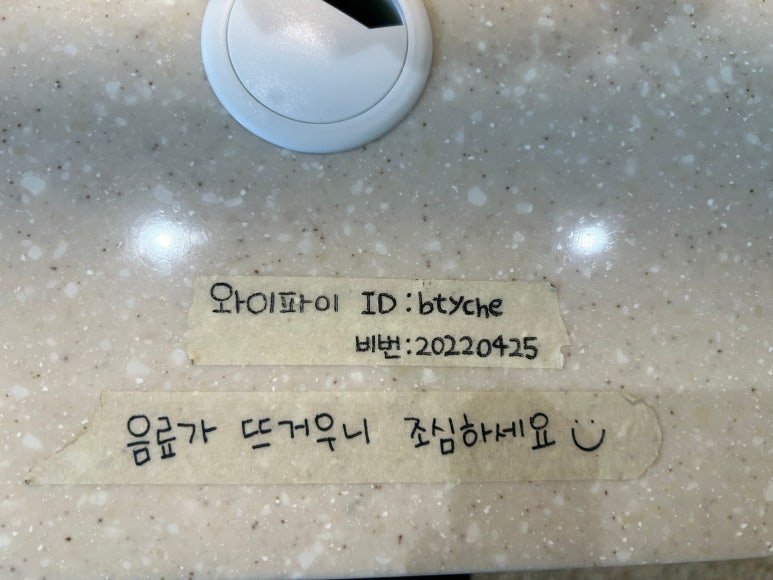 와이파이 ID:btyche
비번:20220425
음료가 뜨거우니 조심하세요